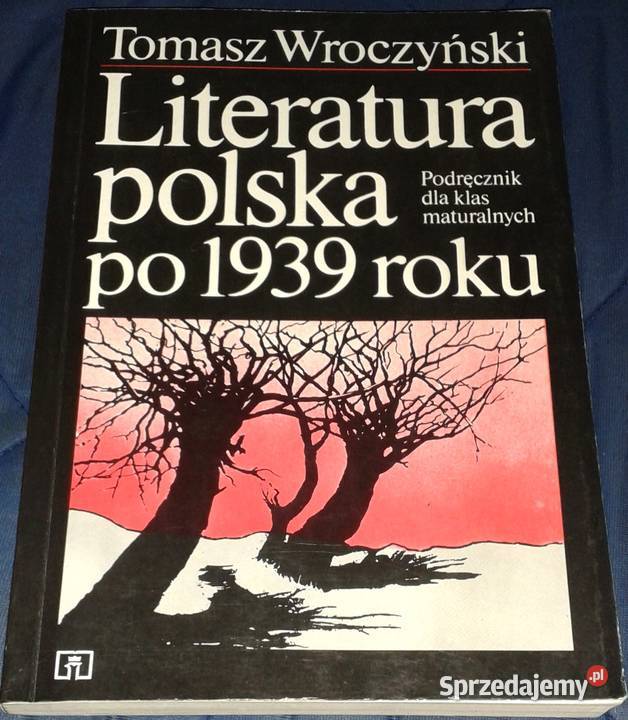 Tomasz Wroczyński
Literatura
polska
Podręcznik
dla klas
maturalnych
po 1939 roku
Sprzedajemy.pl